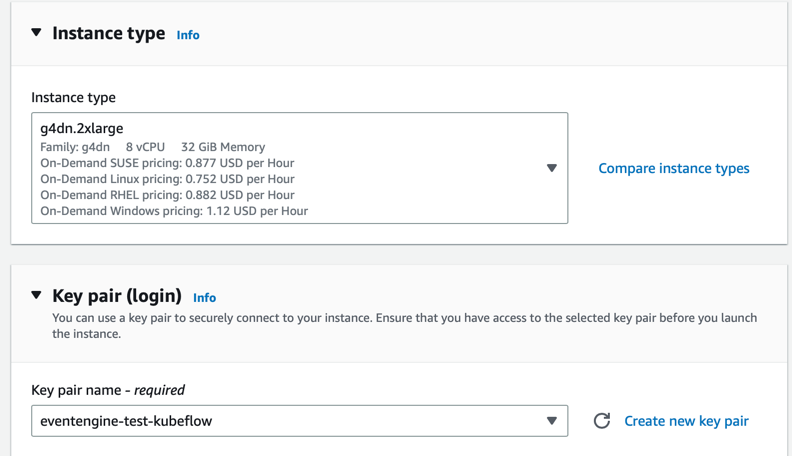 Instance type Info
Instance type
g4dn.2xlarge
Family: g4dn 8 vCPU 32 GiB Memory
On-Demand SUSE pricing: 0.877 USD per Hour
On-Demand Linux pricing: 0.752 USD per Hour
On-Demand RHEL pricing: 0.882 USD per Hour
On-Demand Windows pricing: 1.12 USD per Hour
Compare instance types
Key pair (login) Info
You can use a key pair to securely connect to your instance. Ensure that you have access to the selected key pair before you launch
the instance.
Key pair name - required
eventengine-test-kubeflow
Create new key pair